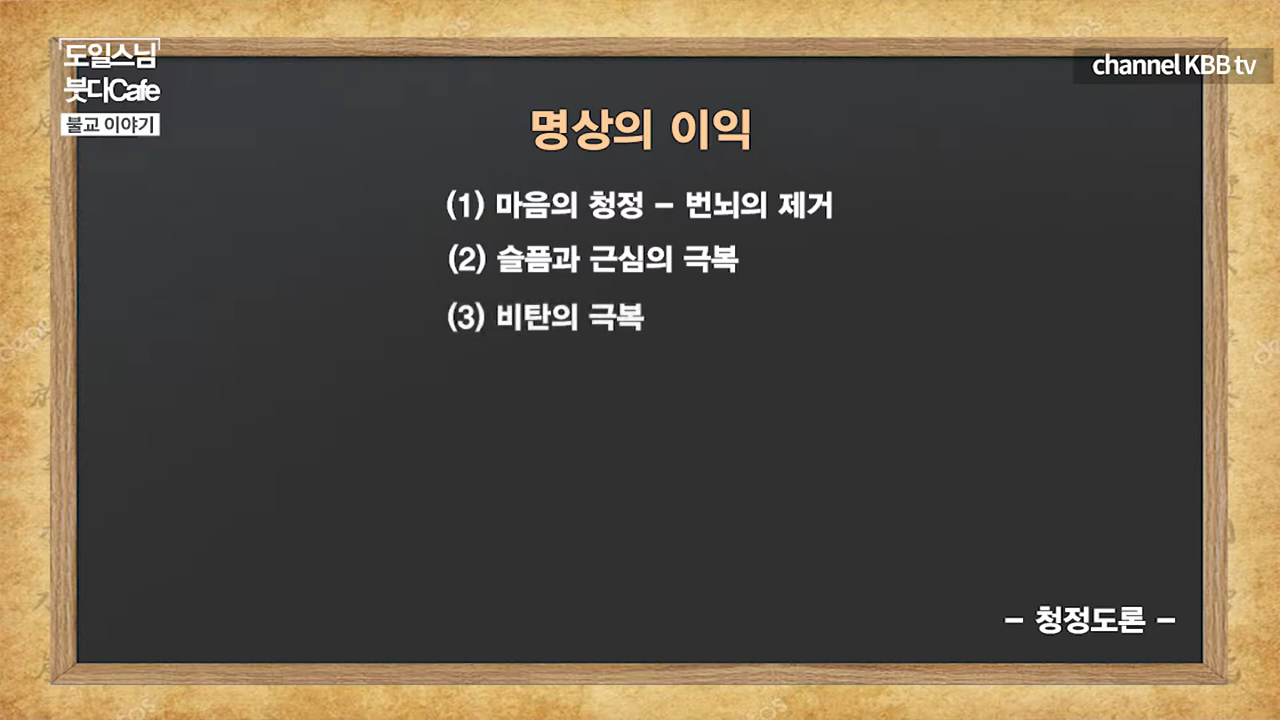 도일스님
붓다Cafe
불교 이야기
channel KBB tv
명상의 이익
(1) 마음의 청정 - 번뇌의 제거
(2) 슬픔과 근심의 극복
(3) 비탄의 극복
- 청정도론 -